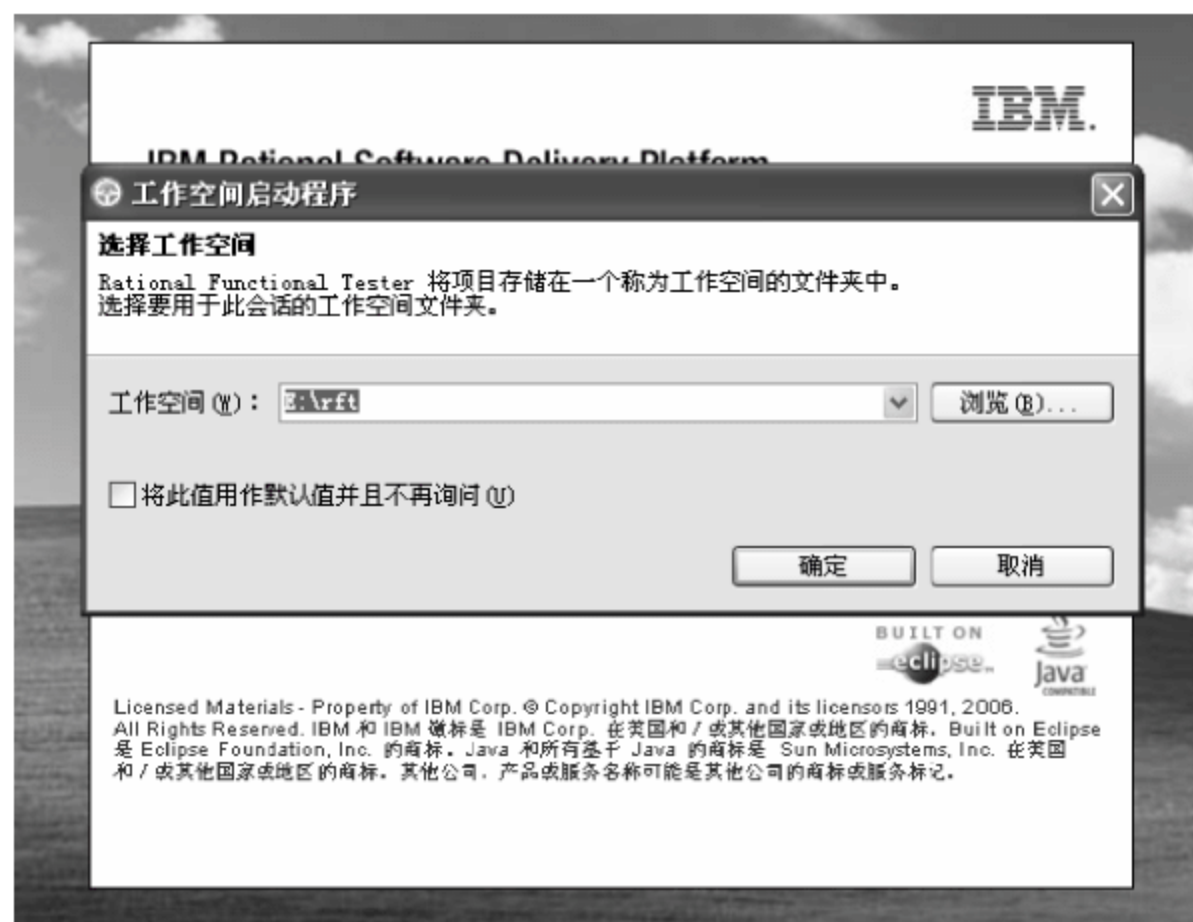 IBM.
IBM Rational Software Delivery Platform
工作空间启动程序
选择工作空间
Rational Functional Tester 将项目存储在一个称为工作空间的文件夹中。
选择要用于此会话的工作空间文件夹。
工作空间(W)： E:\rft 浏览(B)...
将此值用作默认值并且不再询问(U)
确定 取消
BUILT ON
eclipse
Java
COMPATIBLE
Licensed Materials - Property of IBM Corp. © Copyright IBM Corp. and its licensors 1991, 2006.
All Rights Reserved. IBM 和 IBM 徽标是 IBM Corp. 在美国和 / 或其他国家或地区的商标。Built on Eclipse
是 Eclipse Foundation, Inc. 的商标。Java 和所有基于 Java 的商标是 Sun Microsystems, Inc. 在美国
和 / 或其他国家或地区的商标。其他公司、产品或服务名称可能是其他公司的商标或服务标记。